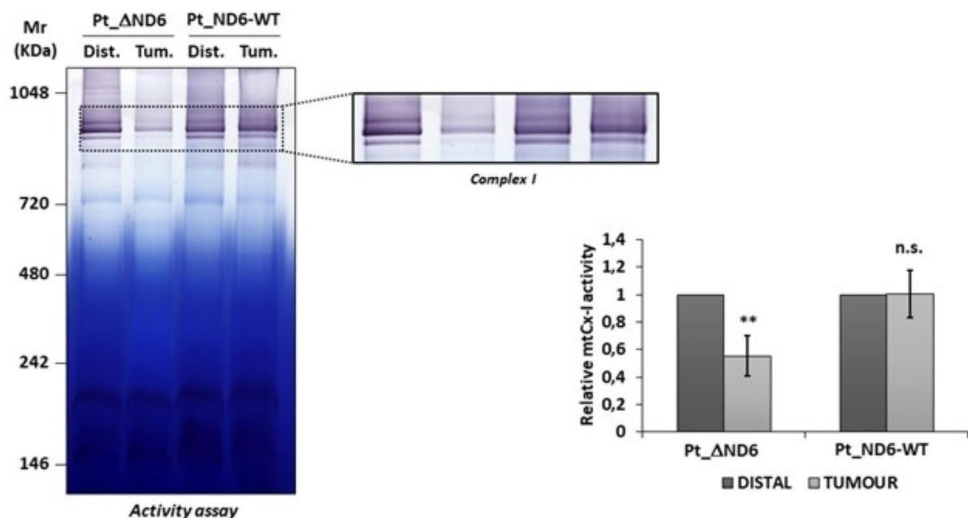 Mr
(KDa)
Pt_ΔND6 Pt_ND6-WT
Dist. Tum. Dist. Tum.
1048
720
480
242
146
Activity assay
Complex I
Relative mtCx-I activity
1,4
1,2
1
0,8
0,6
0,4
0,2
0
**
n.s.
Pt_ΔND6 Pt_ND6-WT
DISTAL TUMOUR